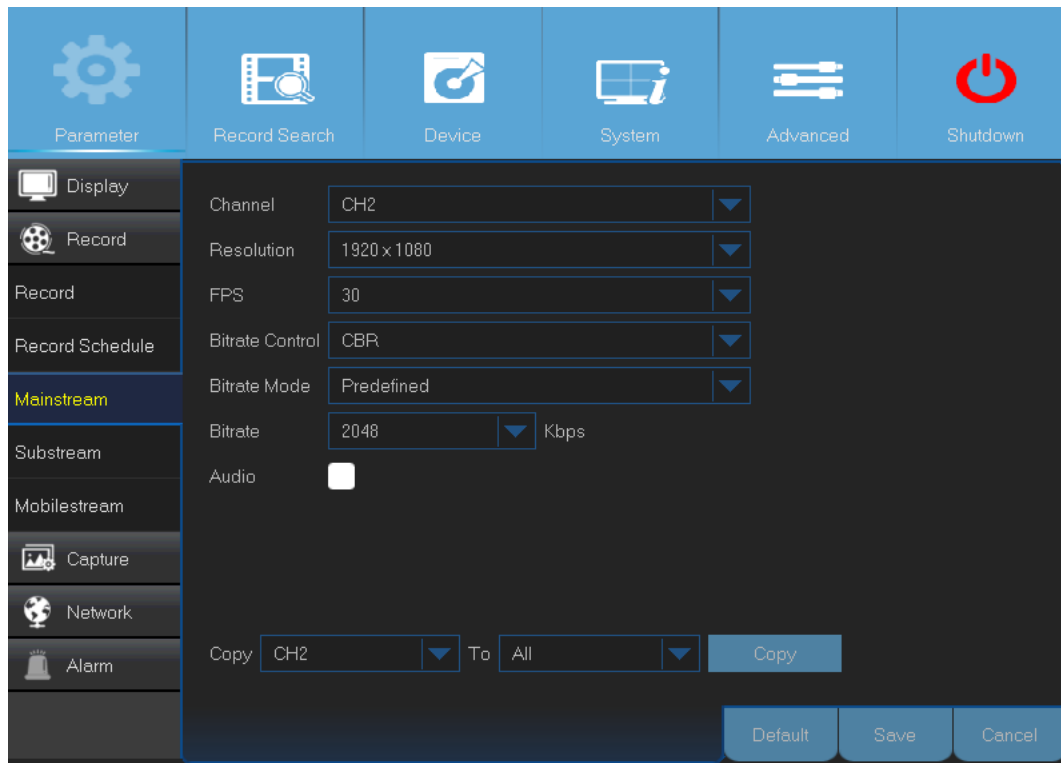 Parameter Record Search Device System Advanced Shutdown
Display
Record
Record
Record Schedule
Mainstream
Substream
Mobilestream
Capture
Network
Alarm
Channel CH2
Resolution 1920 x 1080
FPS 30
Bitrate Control CBR
Bitrate Mode Predefined
Bitrate 2048 Kbps
Audio
Copy CH2 To All Copy
Default Save Cancel